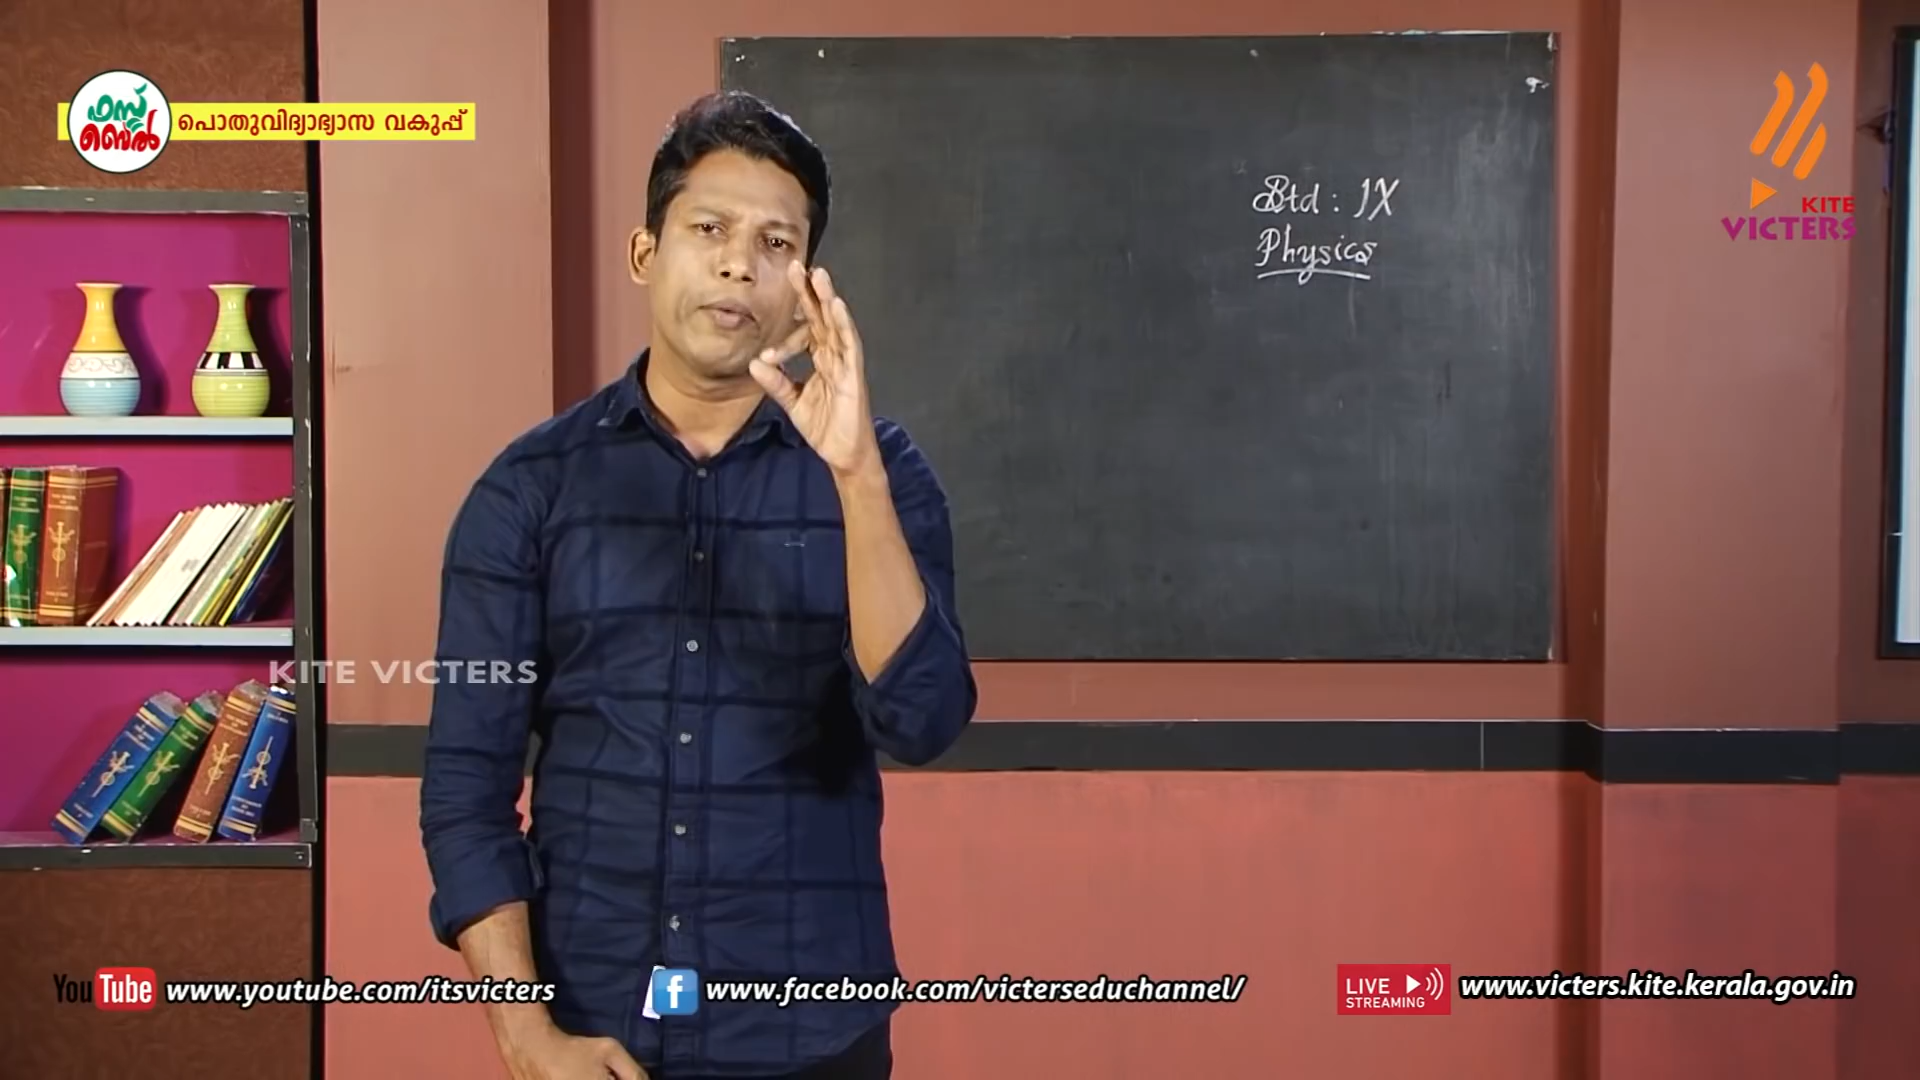 ഫസ്റ്റ്
ബെൽ
പൊതുവിദ്യാഭ്യാസ വകുപ്പ്
Std : IX
Physics
KITE
VICTERS
KITE VICTERS
YouTube www.youtube.com/itsvicters
f www.facebook.com/victerseduchannel/
LIVE
STREAMING
www.victers.kite.kerala.gov.in